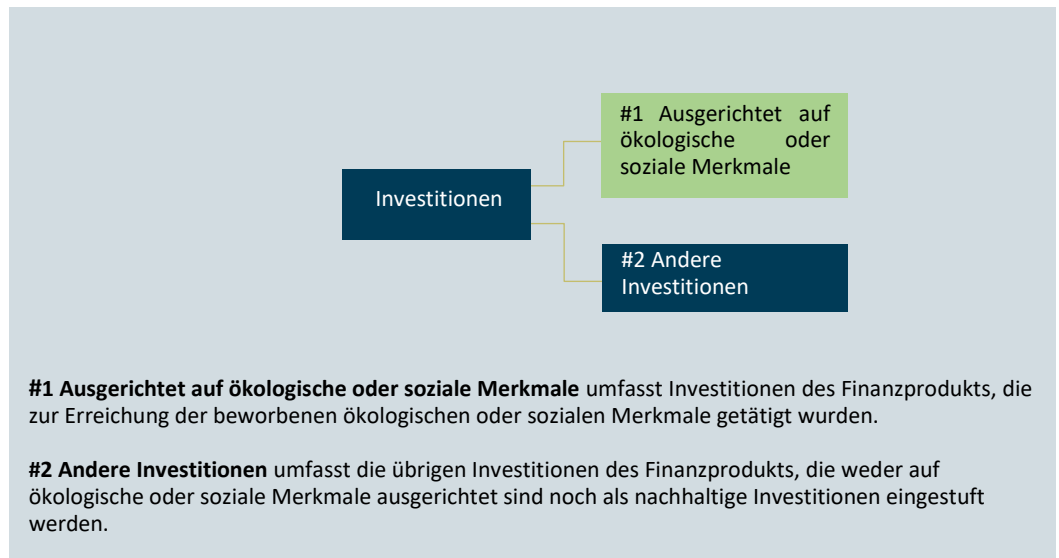 #1 Ausgerichtet auf
ökologische oder
soziale Merkmale
Investitionen
#2 Andere
Investitionen
#1 Ausgerichtet auf ökologische oder soziale Merkmale umfasst Investitionen des Finanzprodukts, die
zur Erreichung der beworbenen ökologischen oder sozialen Merkmale getätigt wurden.
#2 Andere Investitionen umfasst die übrigen Investitionen des Finanzprodukts, die weder auf
ökologische oder soziale Merkmale ausgerichtet sind noch als nachhaltige Investitionen eingestuft
werden.